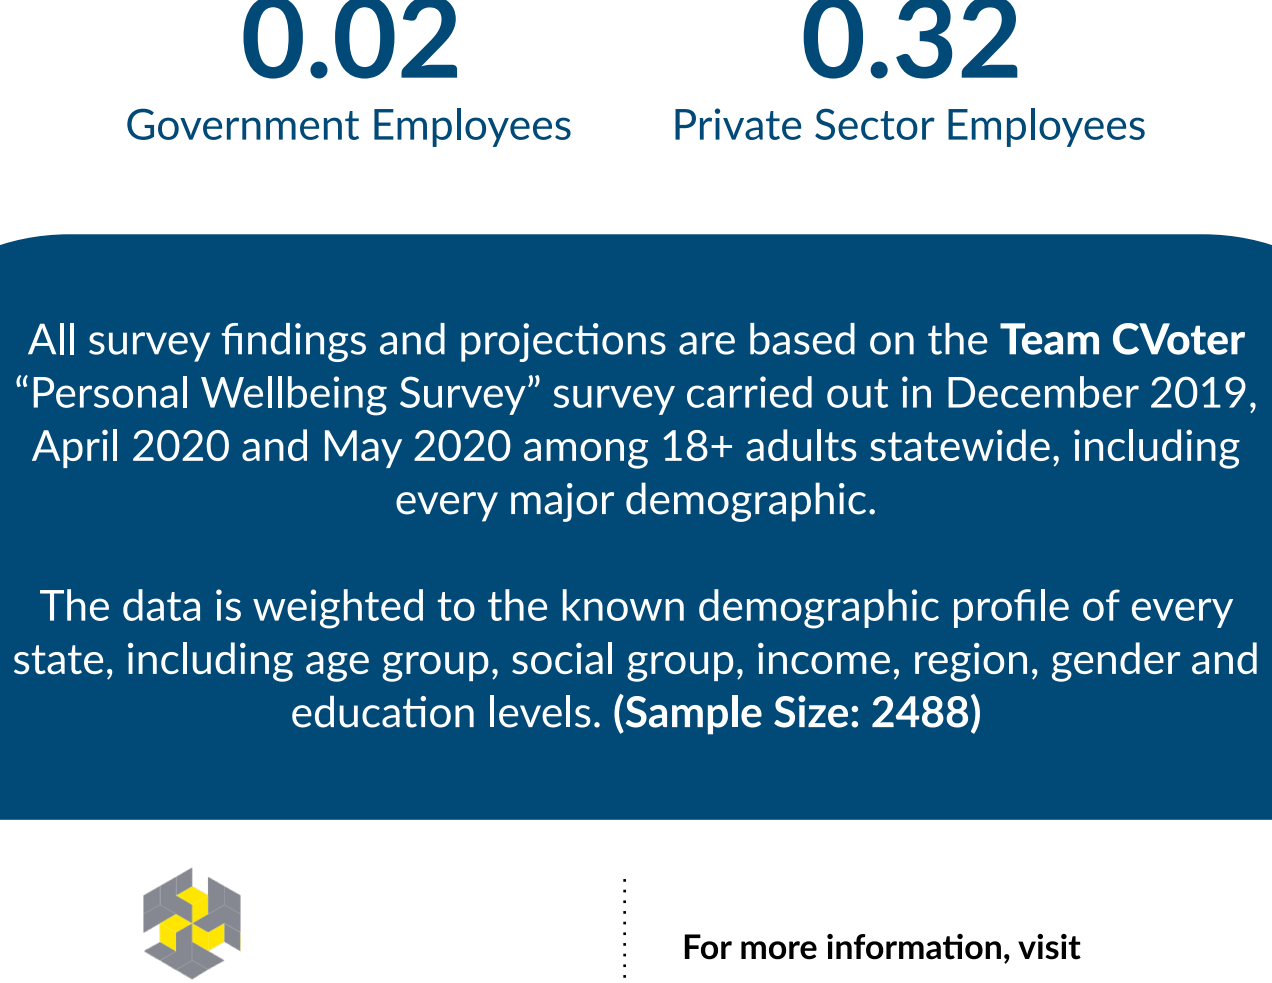 0.02 0.32
Government Employees Private Sector Employees
All survey findings and projections are based on the Team CVoter
“Personal Wellbeing Survey” survey carried out in December 2019,
April 2020 and May 2020 among 18+ adults statewide, including
every major demographic.
The data is weighted to the known demographic profile of every
state, including age group, social group, income, region, gender and
education levels. (Sample Size: 2488)
For more information, visit